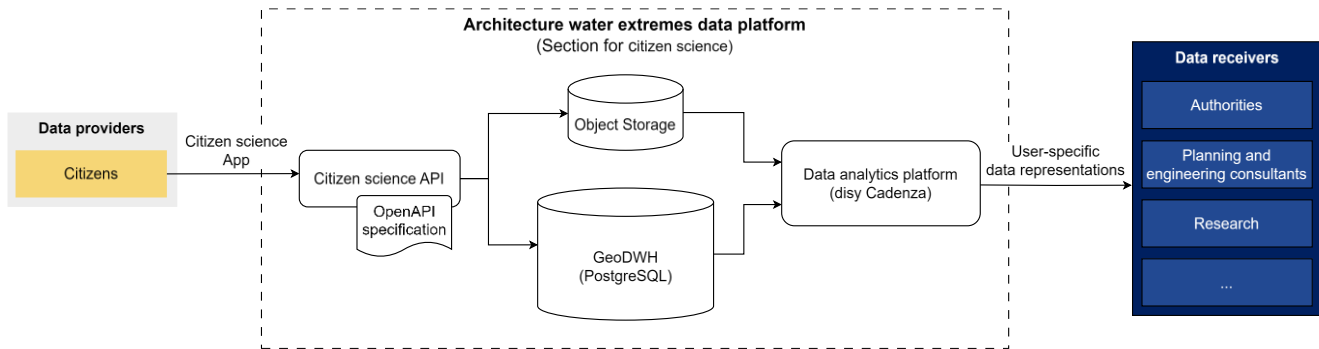 Architecture water extremes data platform
(Section for citizen science)
Data providers
Citizens
Citizen science
App
Citizen science API
OpenAPI
specification
Object Storage
GeoDWH
(PostgreSQL)
Data analytics platform
(disy Cadenza)
User-specific
data representations
Data receivers
Authorities
Planning and
engineering consultants
Research
...